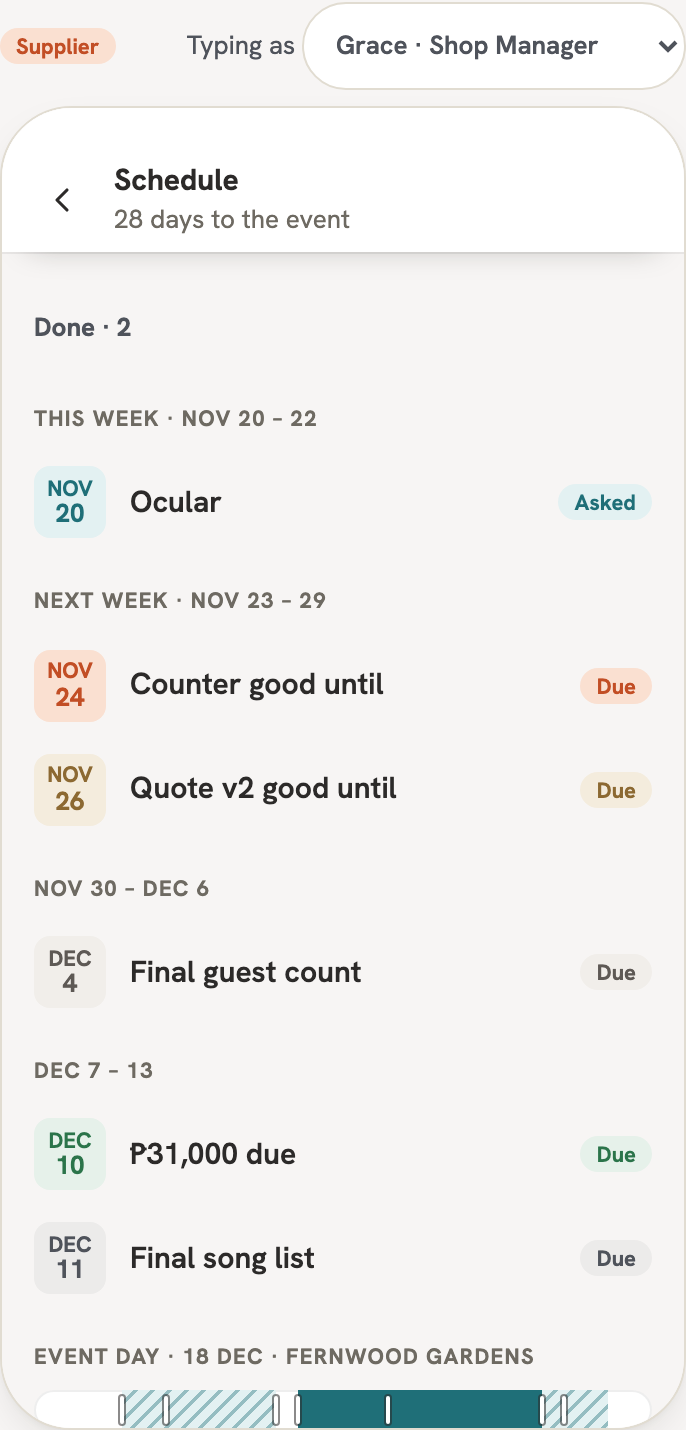 Supplier
Typing as
Grace · Shop Manager
Schedule
28 days to the event
Done · 2
THIS WEEK · NOV 20 – 22
NOV
20
Ocular
Asked
NEXT WEEK · NOV 23 – 29
NOV
24
Counter good until
Due
NOV
26
Quote v2 good until
Due
NOV 30 – DEC 6
DEC
4
Final guest count
Due
DEC 7 – 13
DEC
10
₱31,000 due
Due
DEC
11
Final song list
Due
EVENT DAY · 18 DEC · FERNWOOD GARDENS